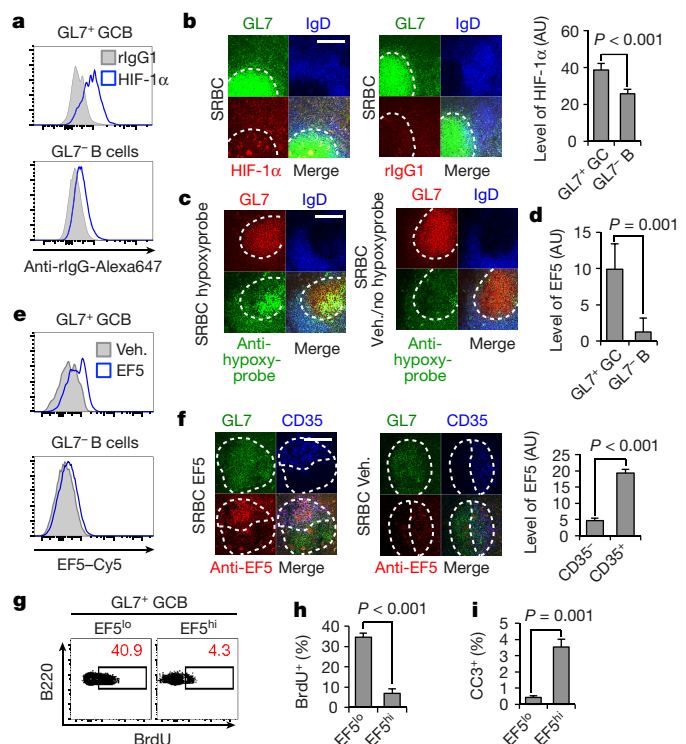 a
GL7⁺ GCB
rIgG1
HIF-1α
GL7⁻ B cells
Anti-rIgG-Alexa647
b
GL7 IgD
SRBC
HIF-1α Merge
GL7 IgD
SRBC
rIgG1 Merge
Level of HIF-1α (AU)
P < 0.001
60
40
20
0
GL7⁺ GC
GL7⁻ B
c
GL7 IgD
SRBC hypoxyprobe
Anti-
hypoxy-
probe
Merge
GL7 IgD
SRBC
Veh./no hypoxyprobe
Anti-
hypoxy-
probe
Merge
d
P = 0.001
Level of EF5 (AU)
15
10
5
0
GL7⁺ GC
GL7⁻ B
e
GL7⁺ GCB
Veh.
EF5
GL7⁻ B cells
EF5–Cy5
f
GL7 CD35
SRBC EF5
Anti-EF5 Merge
GL7 CD35
SRBC Veh.
Anti-EF5 Merge
P < 0.001
Level of EF5 (AU)
25
20
15
10
5
0
CD35⁻
CD35⁺
g
GL7⁺ GCB
EF5ˡᵒ EF5ʰⁱ
40.9 4.3
B220
BrdU
h
P < 0.001
BrdU⁺ (%)
50
40
30
20
10
0
EF5ˡᵒ
EF5ʰⁱ
i
P = 0.001
CC3⁺ (%)
6
5
4
3
2
1
0
EF5ˡᵒ
EF5ʰⁱ